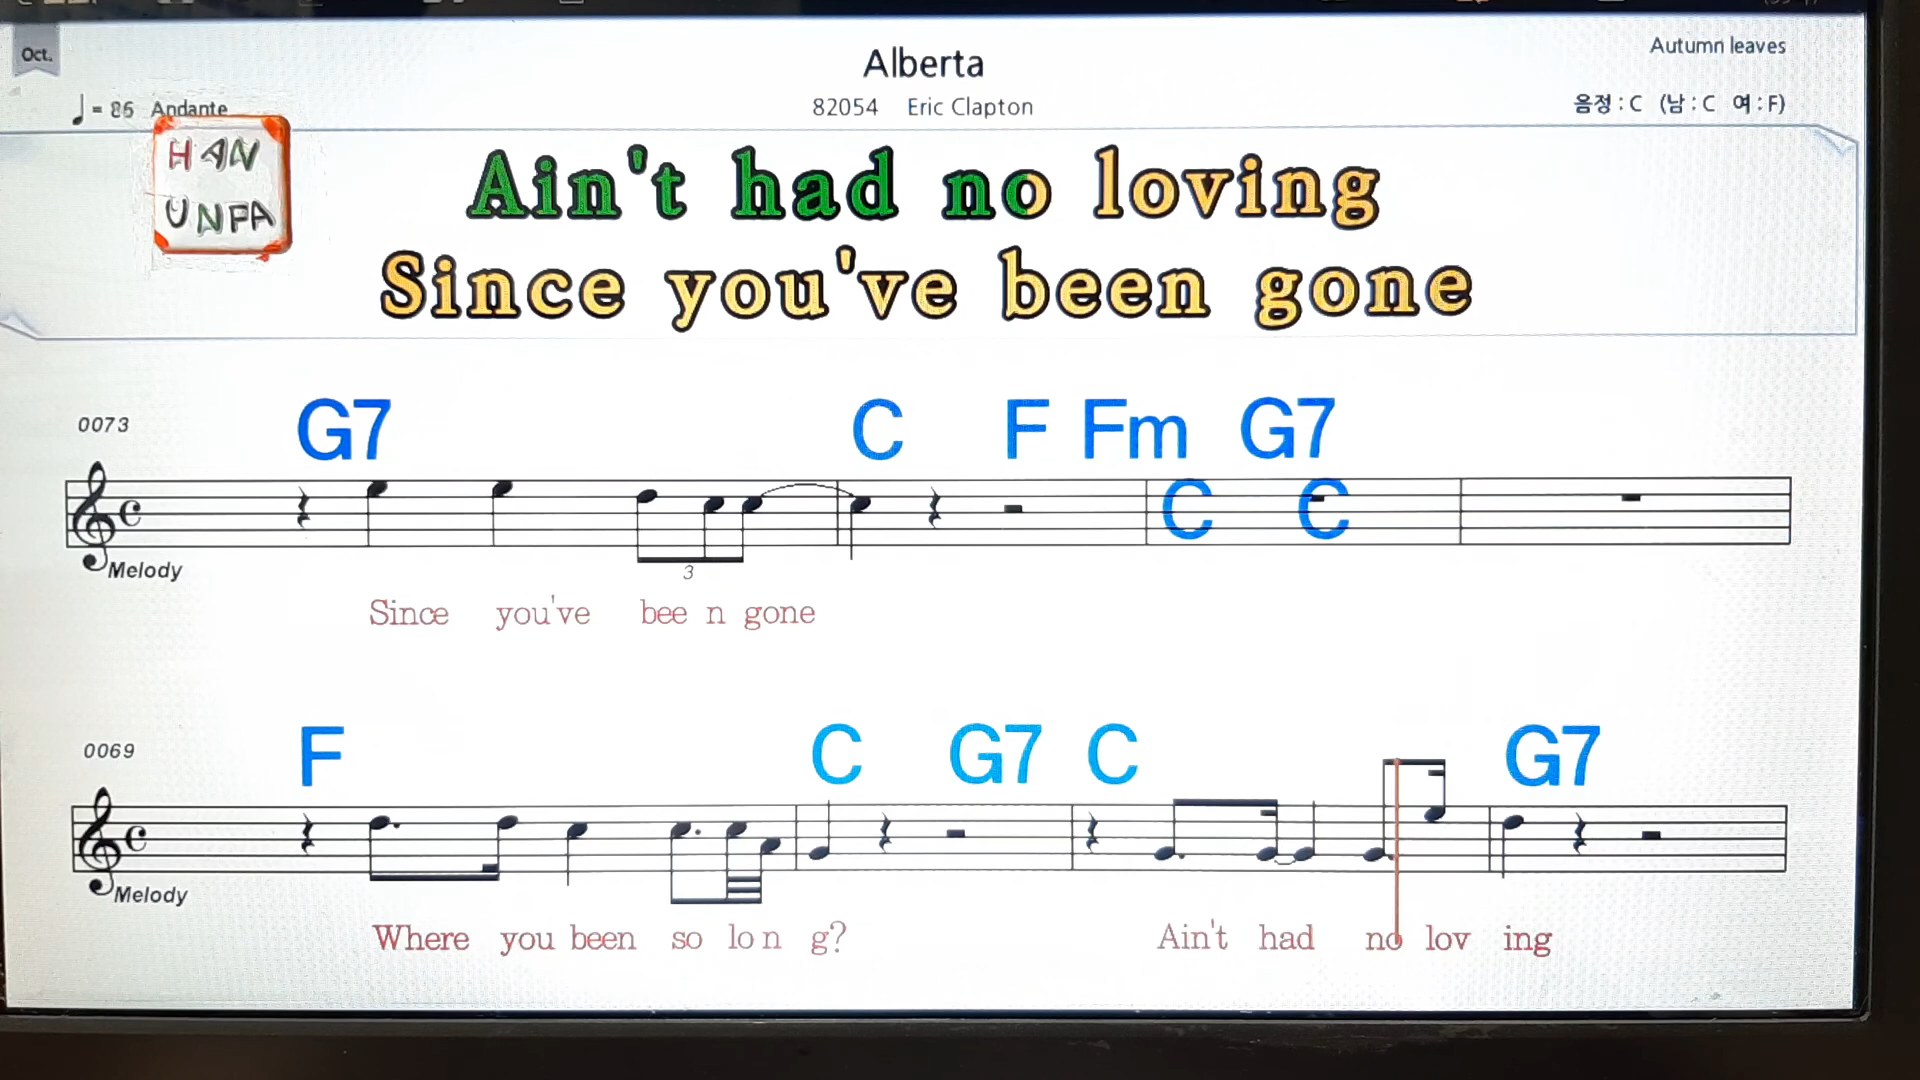 Oct.
Alberta
Autumn leaves
= 86 Andante
82054 Eric Clapton
음정 : C (남 : C 여 : F)
HAN
UNFA
Ain't had no loving
Since you've been gone
0073
G7 C F Fm G7
C C
Melody
3
Since you've bee n gone
0069
F C G7 C G7
Melody
Where you been so lo n g? Ain't had no lov ing